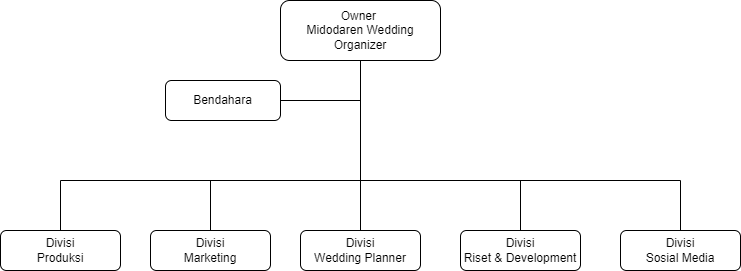 Owner
Midodaren Wedding
Organizer
Bendahara
Divisi
Produksi
Divisi
Marketing
Divisi
Wedding Planner
Divisi
Riset & Development
Divisi
Sosial Media